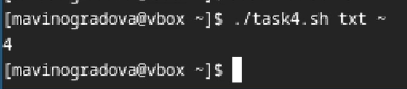 [mavinogradova@vbox ~]$ ./task4.sh txt ~
4
[mavinogradova@vbox ~]$